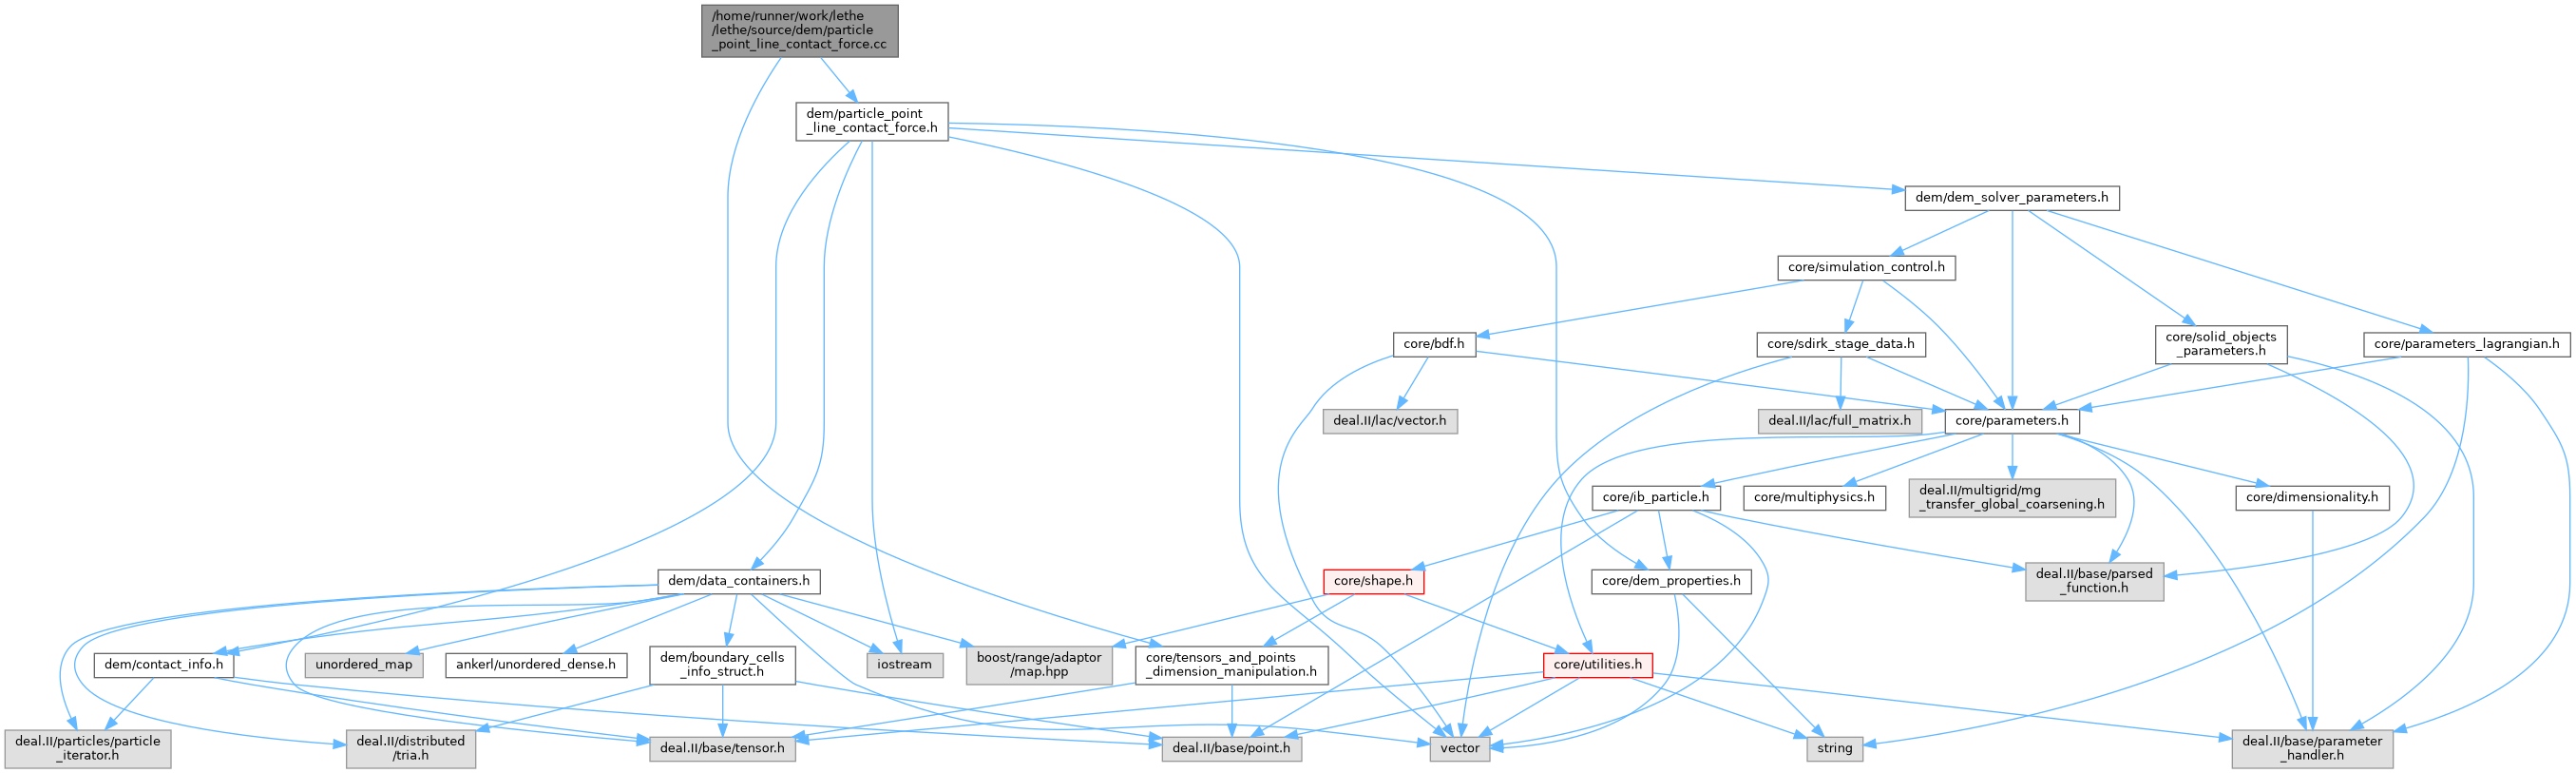 /home/runner/work/lethe
/lethe/source/dem/particle
_point_line_contact_force.cc
dem/particle_point
_line_contact_force.h
dem/dem_solver_parameters.h
core/simulation_control.h
core/bdf.h
core/sdirk_stage_data.h
core/solid_objects
_parameters.h
core/parameters_lagrangian.h
deal.II/lac/vector.h
deal.II/lac/full_matrix.h
core/parameters.h
core/ib_particle.h
core/multiphysics.h
deal.II/multigrid/mg
_transfer_global_coarsening.h
core/dimensionality.h
dem/data_containers.h
core/shape.h
core/dem_properties.h
deal.II/base/parsed
_function.h
dem/contact_info.h
unordered_map
ankerl/unordered_dense.h
dem/boundary_cells
_info_struct.h
iostream
boost/range/adaptor
/map.hpp
core/tensors_and_points
_dimension_manipulation.h
core/utilities.h
deal.II/particles/particle
_iterator.h
deal.II/distributed
/tria.h
deal.II/base/tensor.h
deal.II/base/point.h
vector
string
deal.II/base/parameter
_handler.h